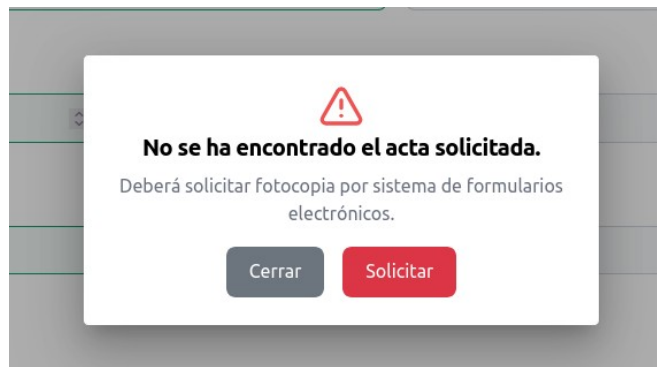 No se ha encontrado el acta solicitada.
Deberá solicitar fotocopia por sistema de formularios
electrónicos.
Cerrar
Solicitar